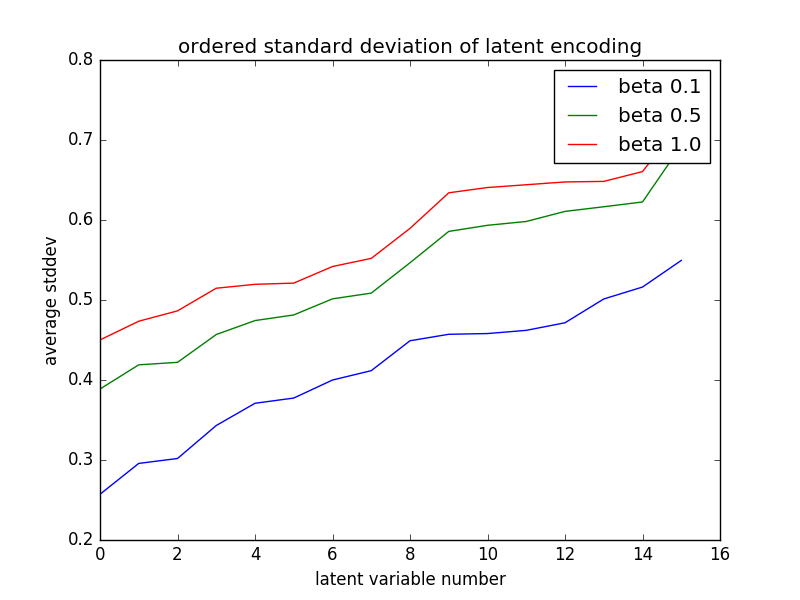 ordered standard deviation of latent encoding
beta 0.1
beta 0.5
beta 1.0
0.8
0.7
0.6
0.5
0.4
0.3
0.2
average stddev
0 2 4 6 8 10 12 14 16
latent variable number